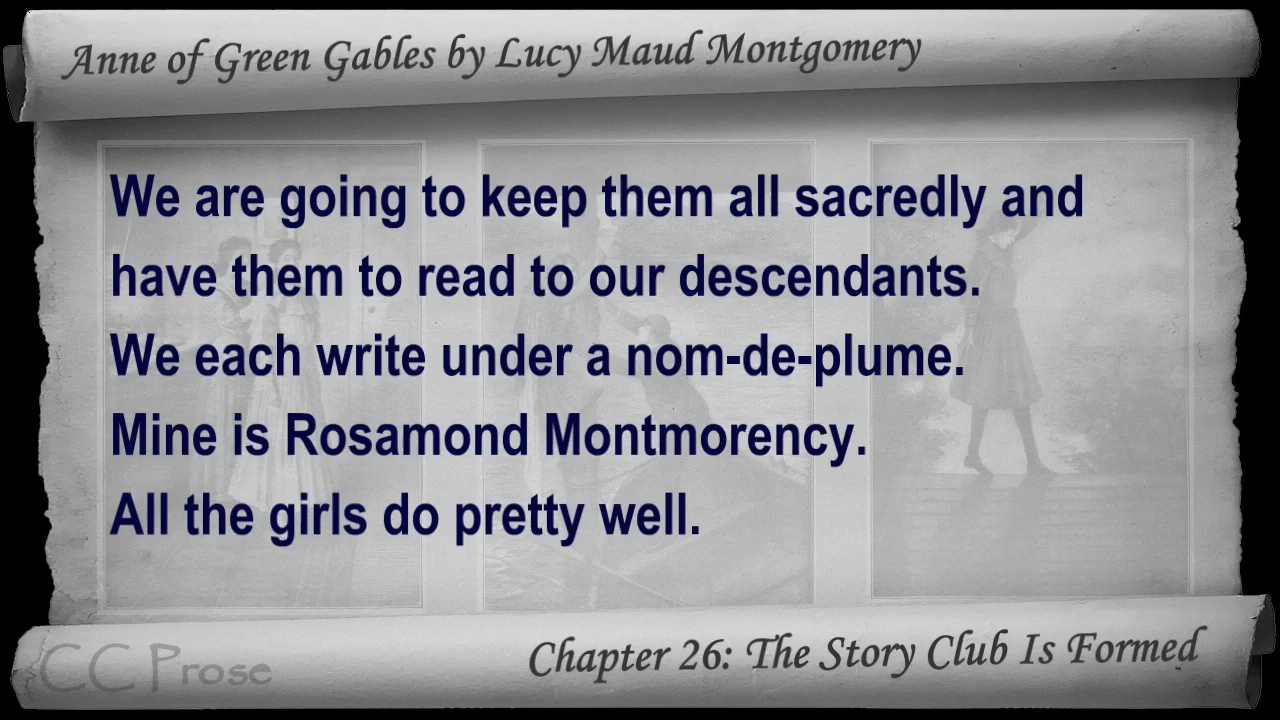 Anne of Green Gables by Lucy Maud Montgomery
We are going to keep them all sacredly and
have them to read to our descendants.
We each write under a nom-de-plume.
Mine is Rosamond Montmorency.
All the girls do pretty well.
CC Prose
Chapter 26: The Story Club Is Formed